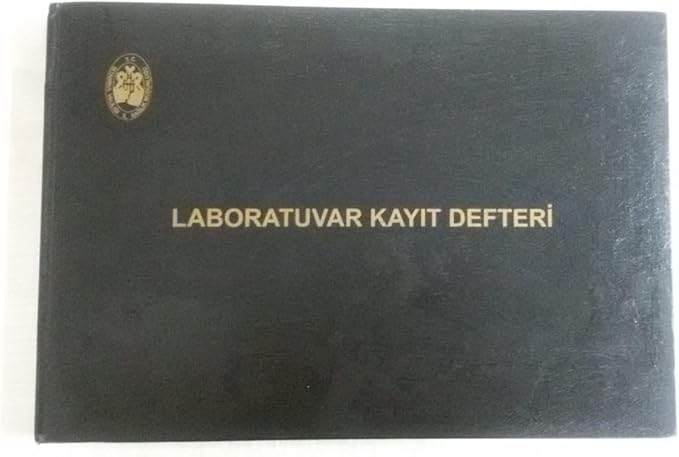 T.C.
LABORATUVAR KAYIT DEFTERİ